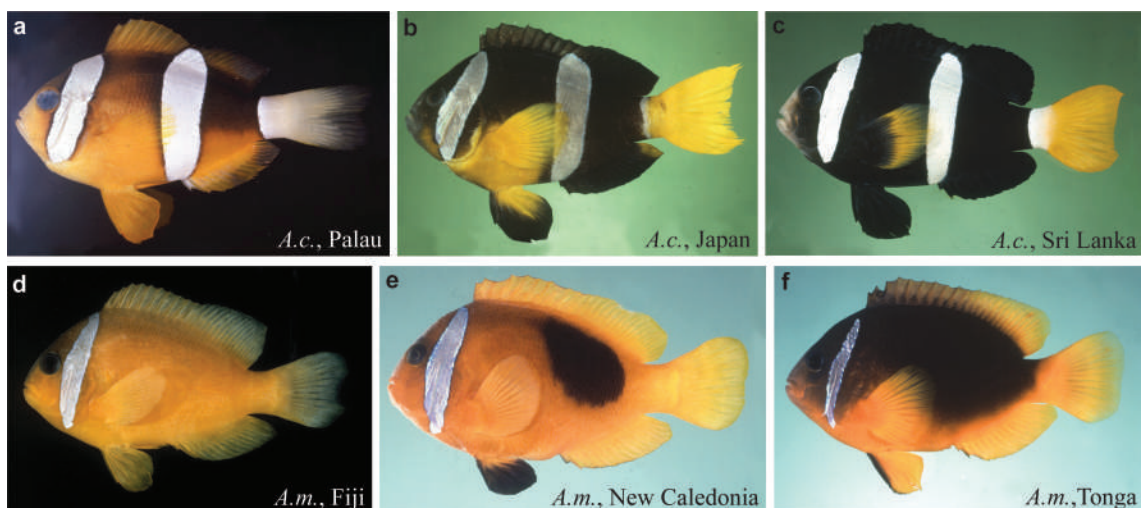 a
A.c., Palau
b
A.c., Japan
c
A.c., Sri Lanka
d
A.m., Fiji
e
A.m., New Caledonia
f
A.m.,Tonga